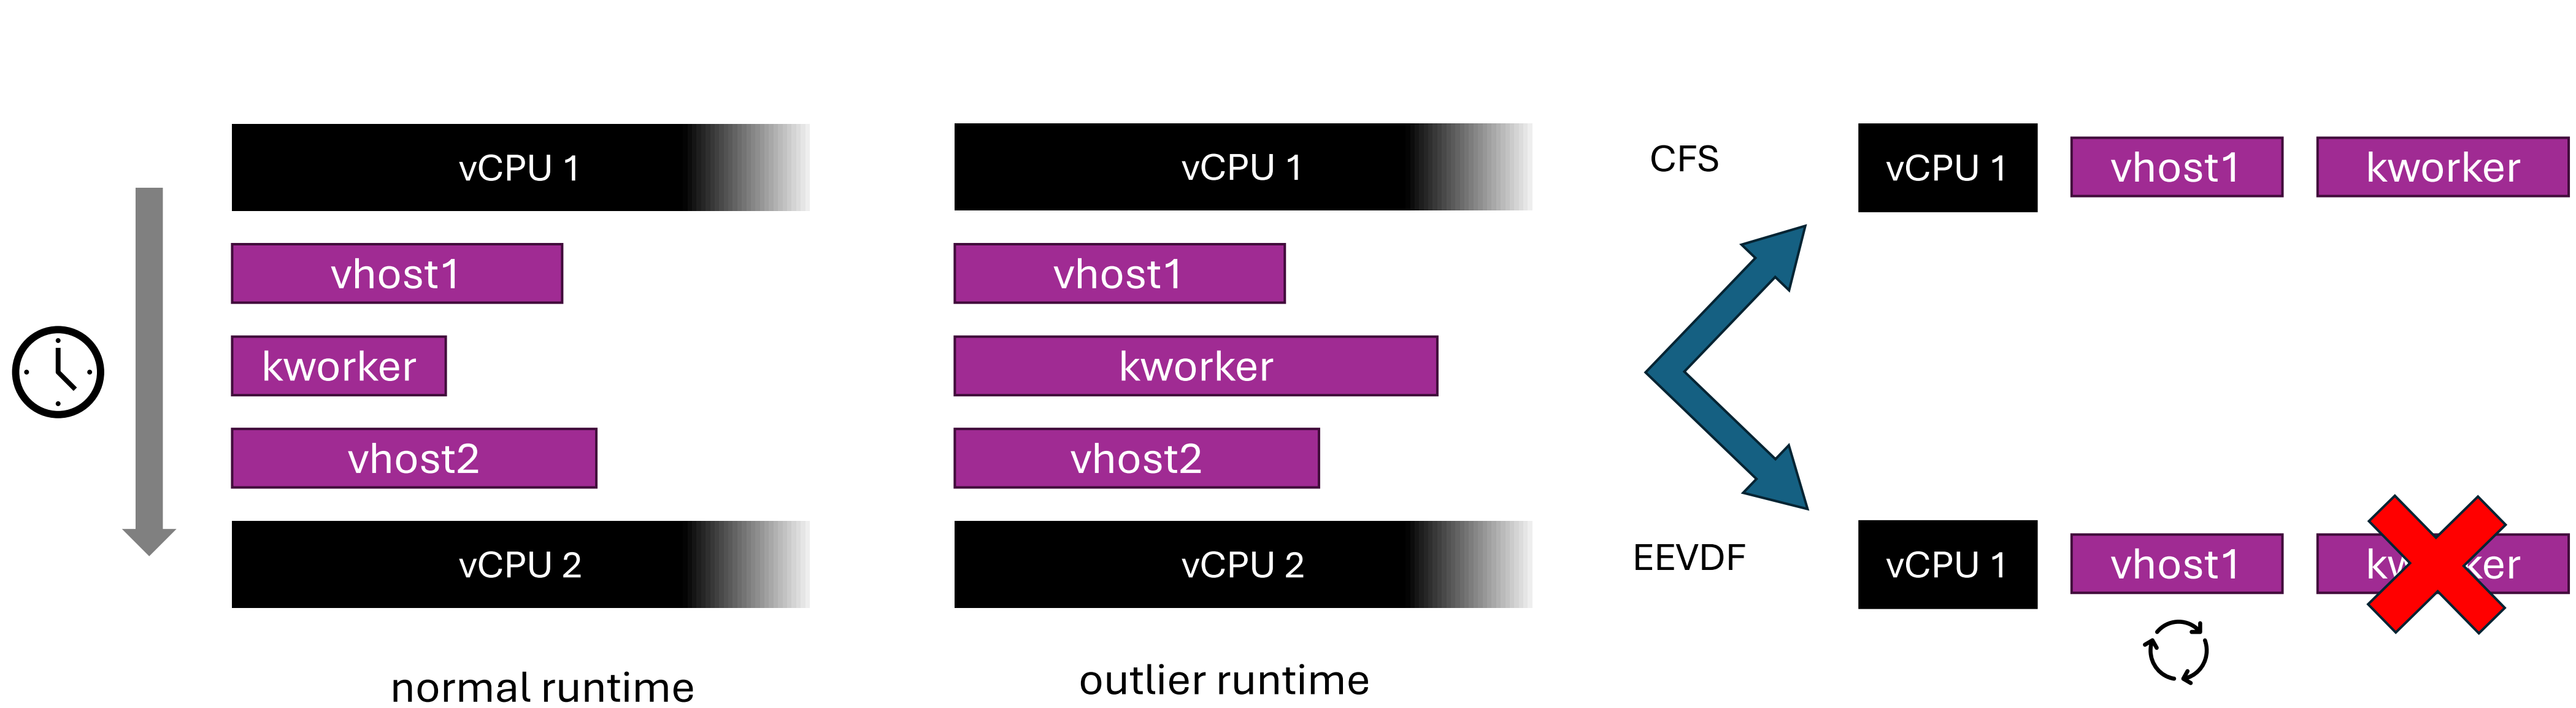 vCPU 1
vhost1
kworker
vhost2
vCPU 2
normal runtime
vCPU 1
vhost1
kworker
vhost2
vCPU 2
outlier runtime
CFS
vCPU 1
vhost1
kworker
EEVDF
vCPU 1
vhost1